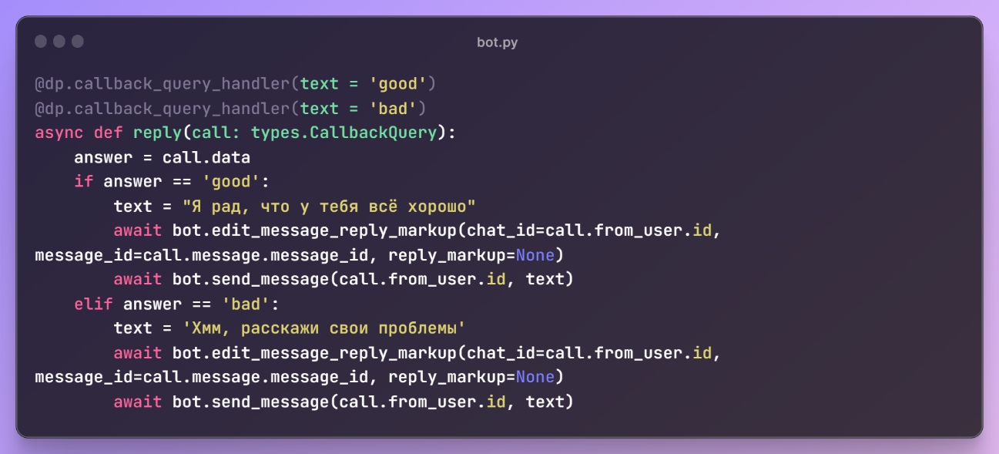 bot.py
@dp.callback_query_handler(text = 'good')
@dp.callback_query_handler(text = 'bad')
async def reply(call: types.CallbackQuery):
    answer = call.data
    if answer == 'good':
        text = "Я рад, что у тебя всё хорошо"
        await bot.edit_message_reply_markup(chat_id=call.from_user.id,
message_id=call.message.message_id, reply_markup=None)
        await bot.send_message(call.from_user.id, text)
    elif answer == 'bad':
        text = 'Хмм, расскажи свои проблемы'
        await bot.edit_message_reply_markup(chat_id=call.from_user.id,
message_id=call.message.message_id, reply_markup=None)
        await bot.send_message(call.from_user.id, text)